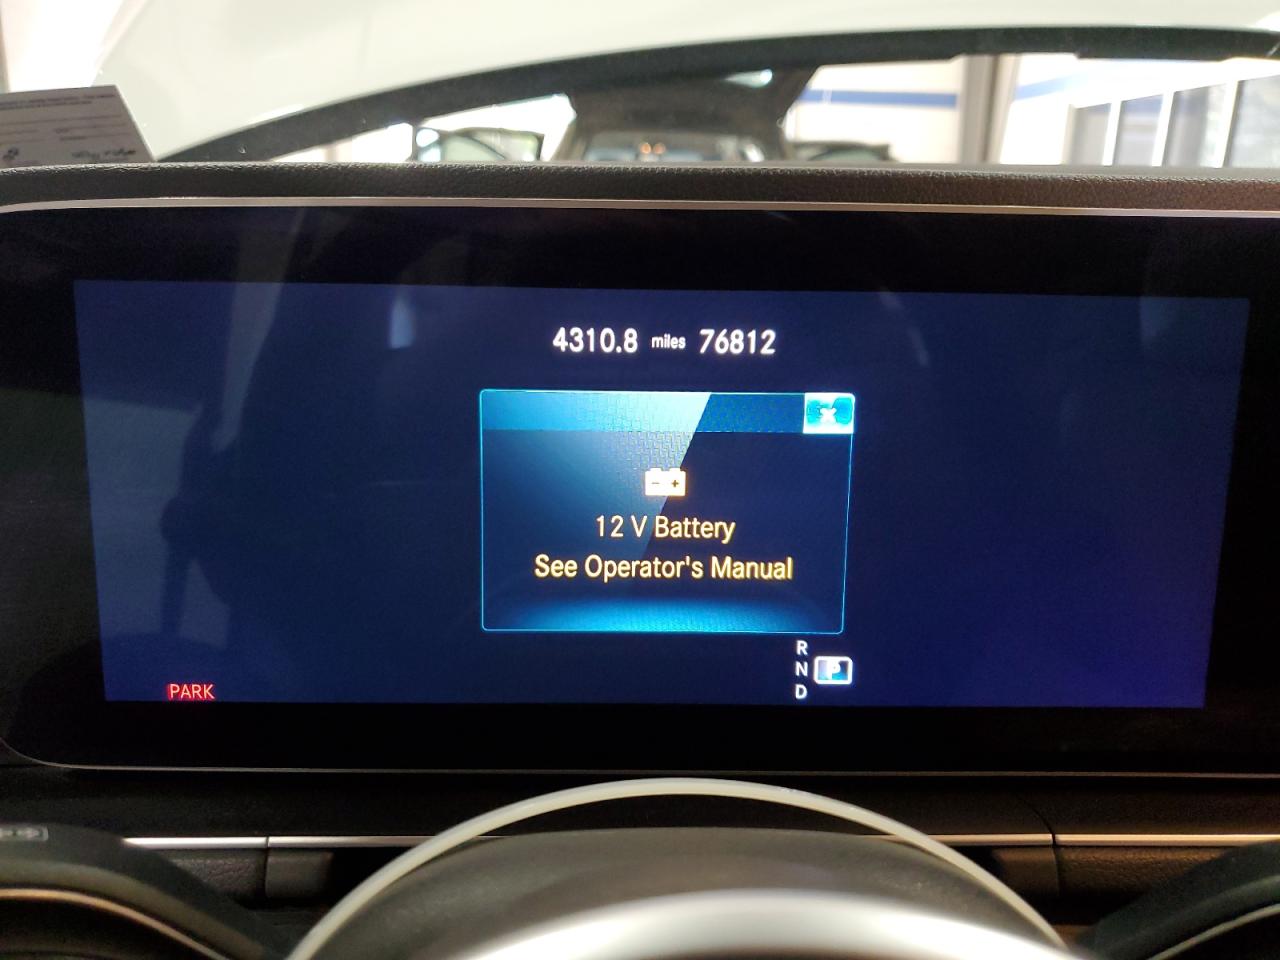 4310.8 miles 76812
12 V Battery
See Operator's Manual
R
N P
D
PARK